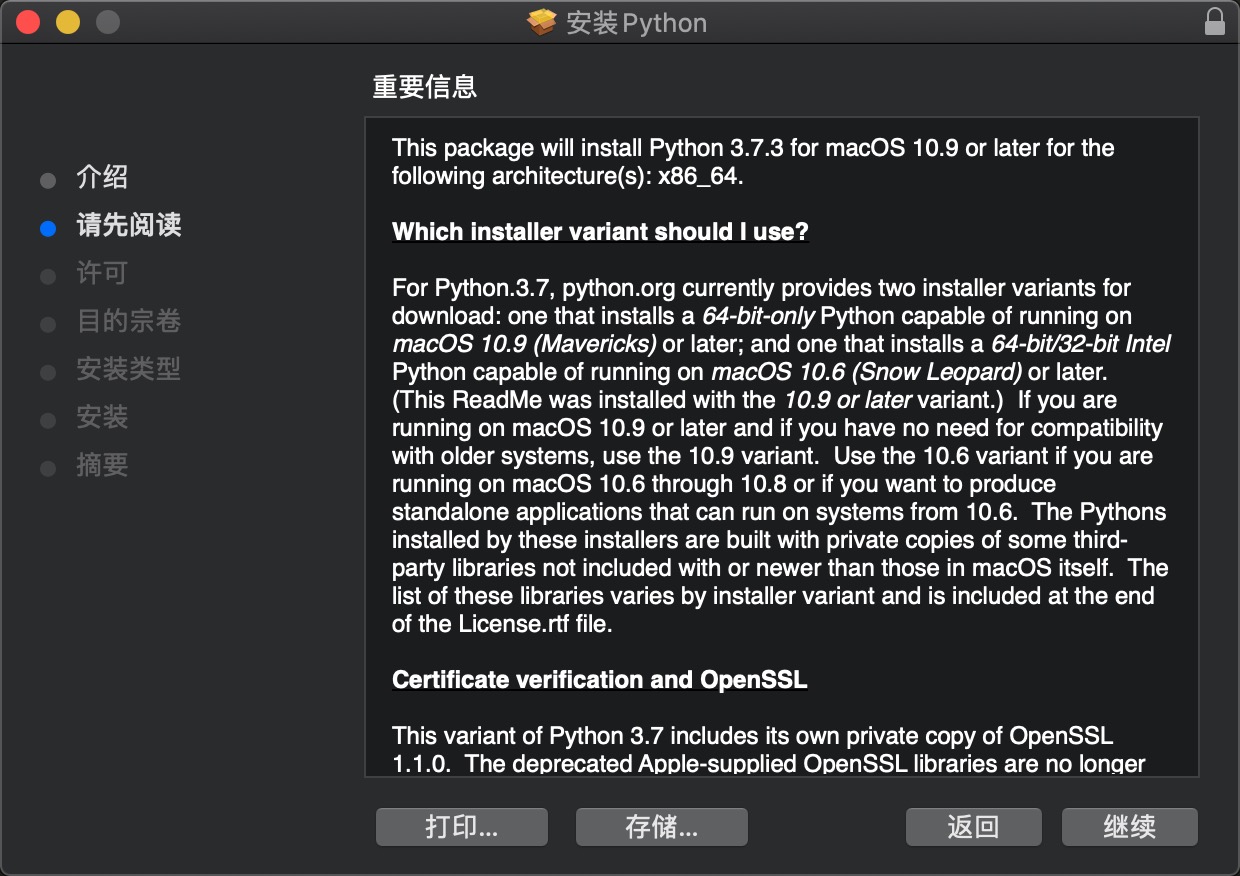 安装Python
重要信息
介绍
请先阅读
许可
目的宗卷
安装类型
安装
摘要
This package will install Python 3.7.3 for macOS 10.9 or later for the
following architecture(s): x86_64.
Which installer variant should I use?
For Python.3.7, python.org currently provides two installer variants for
download: one that installs a 64-bit-only Python capable of running on
macOS 10.9 (Mavericks) or later; and one that installs a 64-bit/32-bit Intel
Python capable of running on macOS 10.6 (Snow Leopard) or later.
(This ReadMe was installed with the 10.9 or later variant.)  If you are
running on macOS 10.9 or later and if you have no need for compatibility
with older systems, use the 10.9 variant.  Use the 10.6 variant if you are
running on macOS 10.6 through 10.8 or if you want to produce
standalone applications that can run on systems from 10.6.  The Pythons
installed by these installers are built with private copies of some third-
party libraries not included with or newer than those in macOS itself.  The
list of these libraries varies by installer variant and is included at the end
of the License.rtf file.
Certificate verification and OpenSSL
This variant of Python 3.7 includes its own private copy of OpenSSL
1.1.0.  The deprecated Apple-supplied OpenSSL libraries are no longer
打印...
存储...
返回
继续